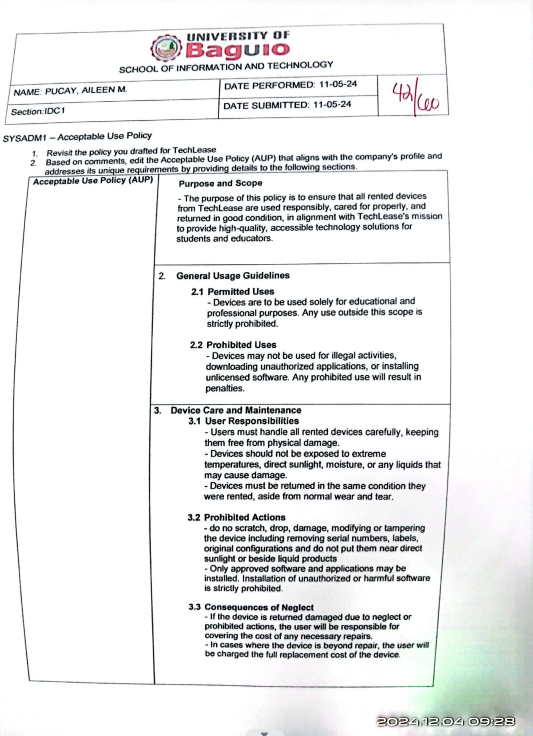 UNIVERSITY OF
Baguio
SCHOOL OF INFORMATION AND TECHNOLOGY
NAME: PUCAY, AILEEN M.
DATE PERFORMED: 11-05-24
42/60
Section:IDC1
DATE SUBMITTED: 11-05-24
SYSADM1 – Acceptable Use Policy
1. Revisit the policy you drafted for TechLease
2. Based on comments, edit the Acceptable Use Policy (AUP) that aligns with the company's profile and
addresses its unique requirements by providing details to the following sections.
Acceptable Use Policy (AUP)
Purpose and Scope
- The purpose of this policy is to ensure that all rented devices
from TechLease are used responsibly, cared for properly, and
returned in good condition, in alignment with TechLease's mission
to provide high-quality, accessible technology solutions for
students and educators.
2. General Usage Guidelines
2.1 Permitted Uses
- Devices are to be used solely for educational and
professional purposes. Any use outside this scope is
strictly prohibited.
2.2 Prohibited Uses
- Devices may not be used for illegal activities,
downloading unauthorized applications, or installing
unlicensed software. Any prohibited use will result in
penalties.
3. Device Care and Maintenance
3.1 User Responsibilities
- Users must handle all rented devices carefully, keeping
them free from physical damage.
- Devices should not be exposed to extreme
temperatures, direct sunlight, moisture, or any liquids that
may cause damage.
- Devices must be returned in the same condition they
were rented, aside from normal wear and tear.
3.2 Prohibited Actions
- do no scratch, drop, damage, modifying or tampering
the device including removing serial numbers, labels,
original configurations and do not put them near direct
sunlight or beside liquid products
- Only approved software and applications may be
installed. Installation of unauthorized or harmful software
is strictly prohibited.
3.3 Consequences of Neglect
- If the device is returned damaged due to neglect or
prohibited actions, the user will be responsible for
covering the cost of any necessary repairs.
- In cases where the device is beyond repair, the user will
be charged the full replacement cost of the device.
2024.12.04 09:28